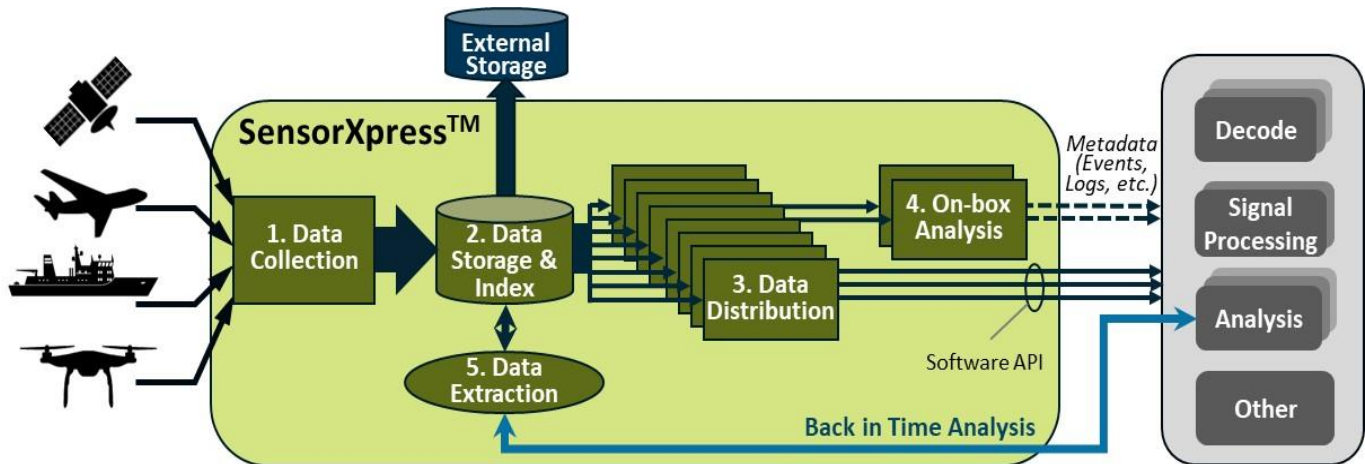 External
Storage
SensorXpress™
1. Data
Collection
2. Data
Storage &
Index
3. Data
Distribution
4. On-box
Analysis
5. Data
Extraction
Metadata
(Events,
Logs, etc.)
Software API
Back in Time Analysis
Decode
Signal
Processing
Analysis
Other